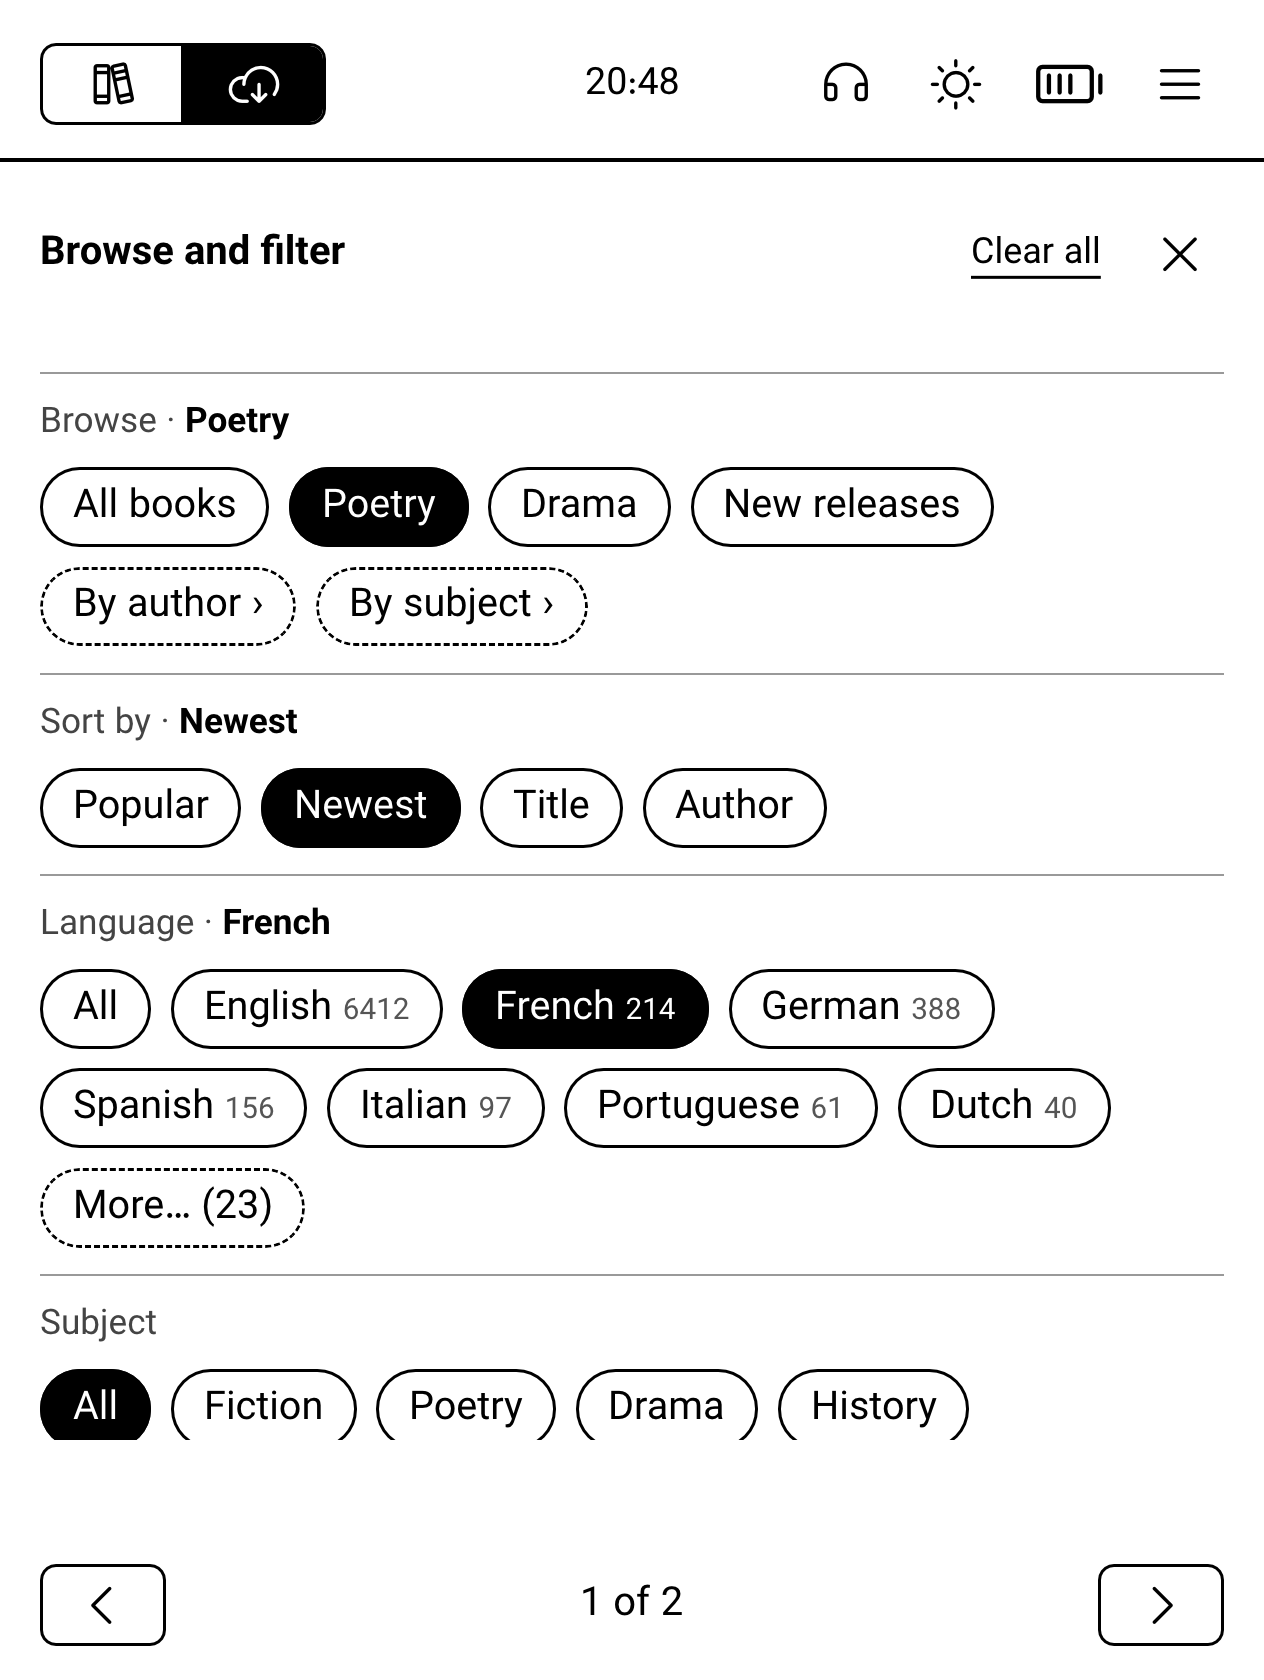 20:48
Browse and filter
Clear all
Browse · Poetry
All books Poetry Drama New releases
By author › By subject ›
Sort by · Newest
Popular Newest Title Author
Language · French
All English 6412 French 214 German 388
Spanish 156 Italian 97 Portuguese 61 Dutch 40
More... (23)
Subject
All Fiction Poetry Drama History
1 of 2